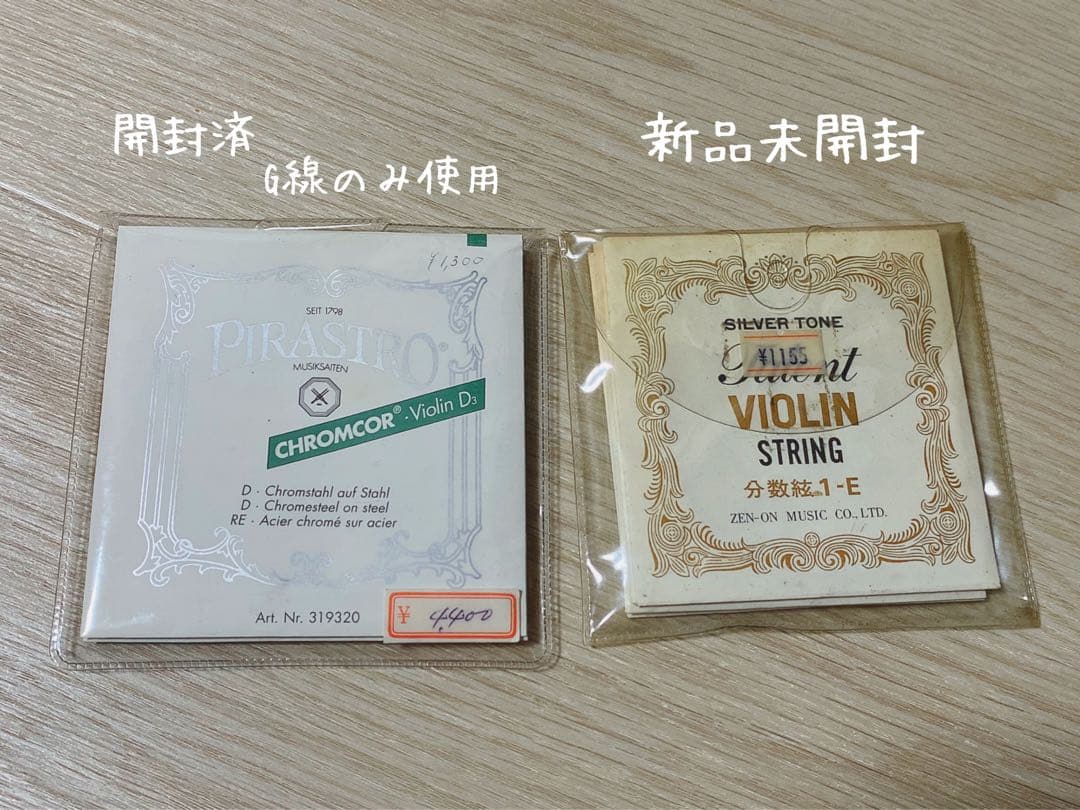 開封済
G線のみ使用
新品未開封
¥1,300
SEIT 1798
PIRASTRO®
MUSIKSAITEN
CHROMCOR® · Violin D3
D · Chromstahl auf Stahl
D · Chromesteel on steel
RE · Acier chromé sur acier
Art. Nr. 319320
¥ 4,400
SILVER TONE
¥1155
VIOLIN
STRING
分数絃 1-E
ZEN-ON MUSIC CO., LTD.